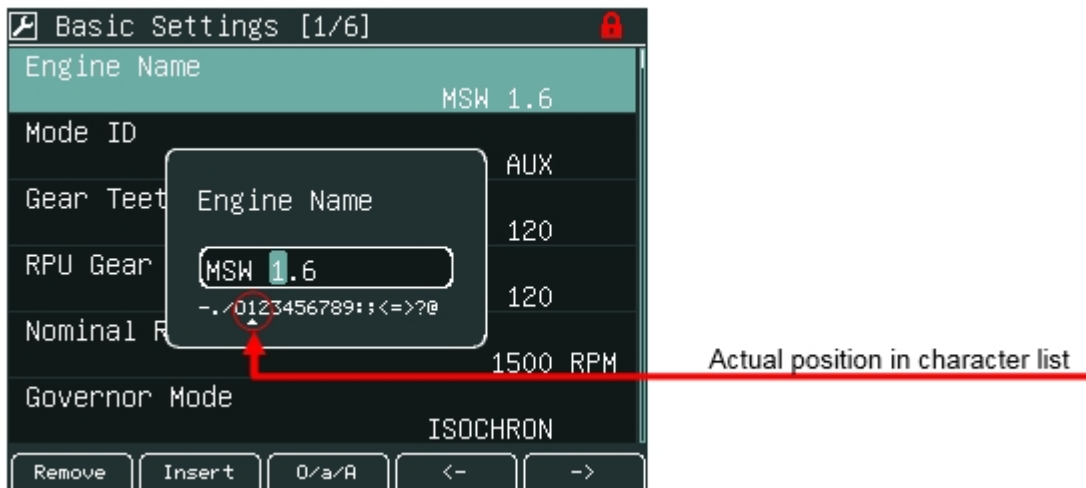 Basic Settings [1/6]
Engine Name
MSW 1.6
Mode ID
AUX
Gear Teet
120
RPU Gear
120
Nominal R
1500 RPM
Governor Mode
ISOCHRON
Engine Name
MSW 1.6
-./0123456789:;<=>?@
Remove Insert 0/a/A <- ->
Actual position in character list